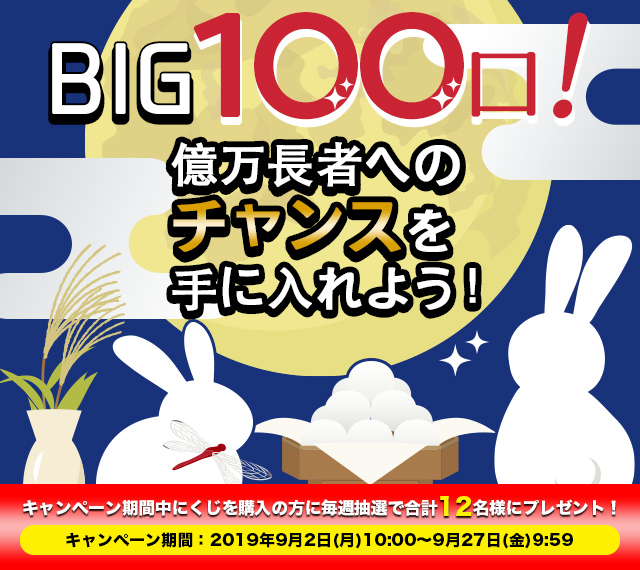 BIG100口!
億万長者への
チャンスを
手に入れよう!
キャンペーン期間中にくじを購入の方に毎週抽選で合計12名様にプレゼント!
キャンペーン期間:2019年9月2日(月)10:00〜9月27日(金)9:59